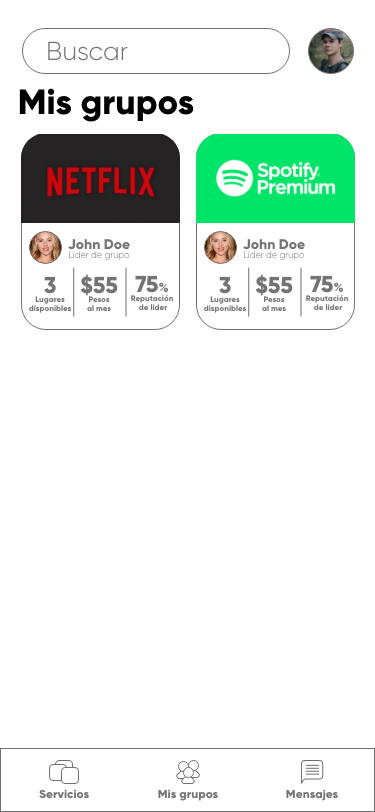 Buscar
Mis grupos
NETFLIX
John Doe
Líder de grupo
3
Lugares
disponibles
$55
Pesos
al mes
75%
Reputación
de líder
Spotify
Premium
John Doe
Líder de grupo
3
Lugares
disponibles
$55
Pesos
al mes
75%
Reputación
de líder
Servicios
Mis grupos
Mensajes